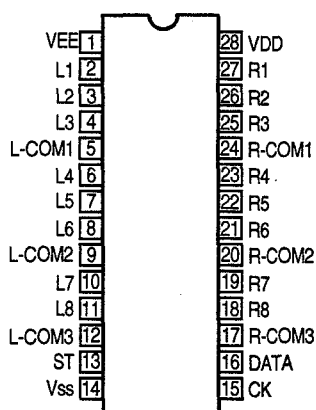 VEE 1 28 VDD
L1 2 27 R1
L2 3 26 R2
L3 4 25 R3
L-COM1 5 24 R-COM1
L4 6 23 R4
L5 7 22 R5
L6 8 21 R6
L-COM2 9 20 R-COM2
L7 10 19 R7
L8 11 18 R8
L-COM3 12 17 R-COM3
ST 13 16 DATA
Vss 14 15 CK